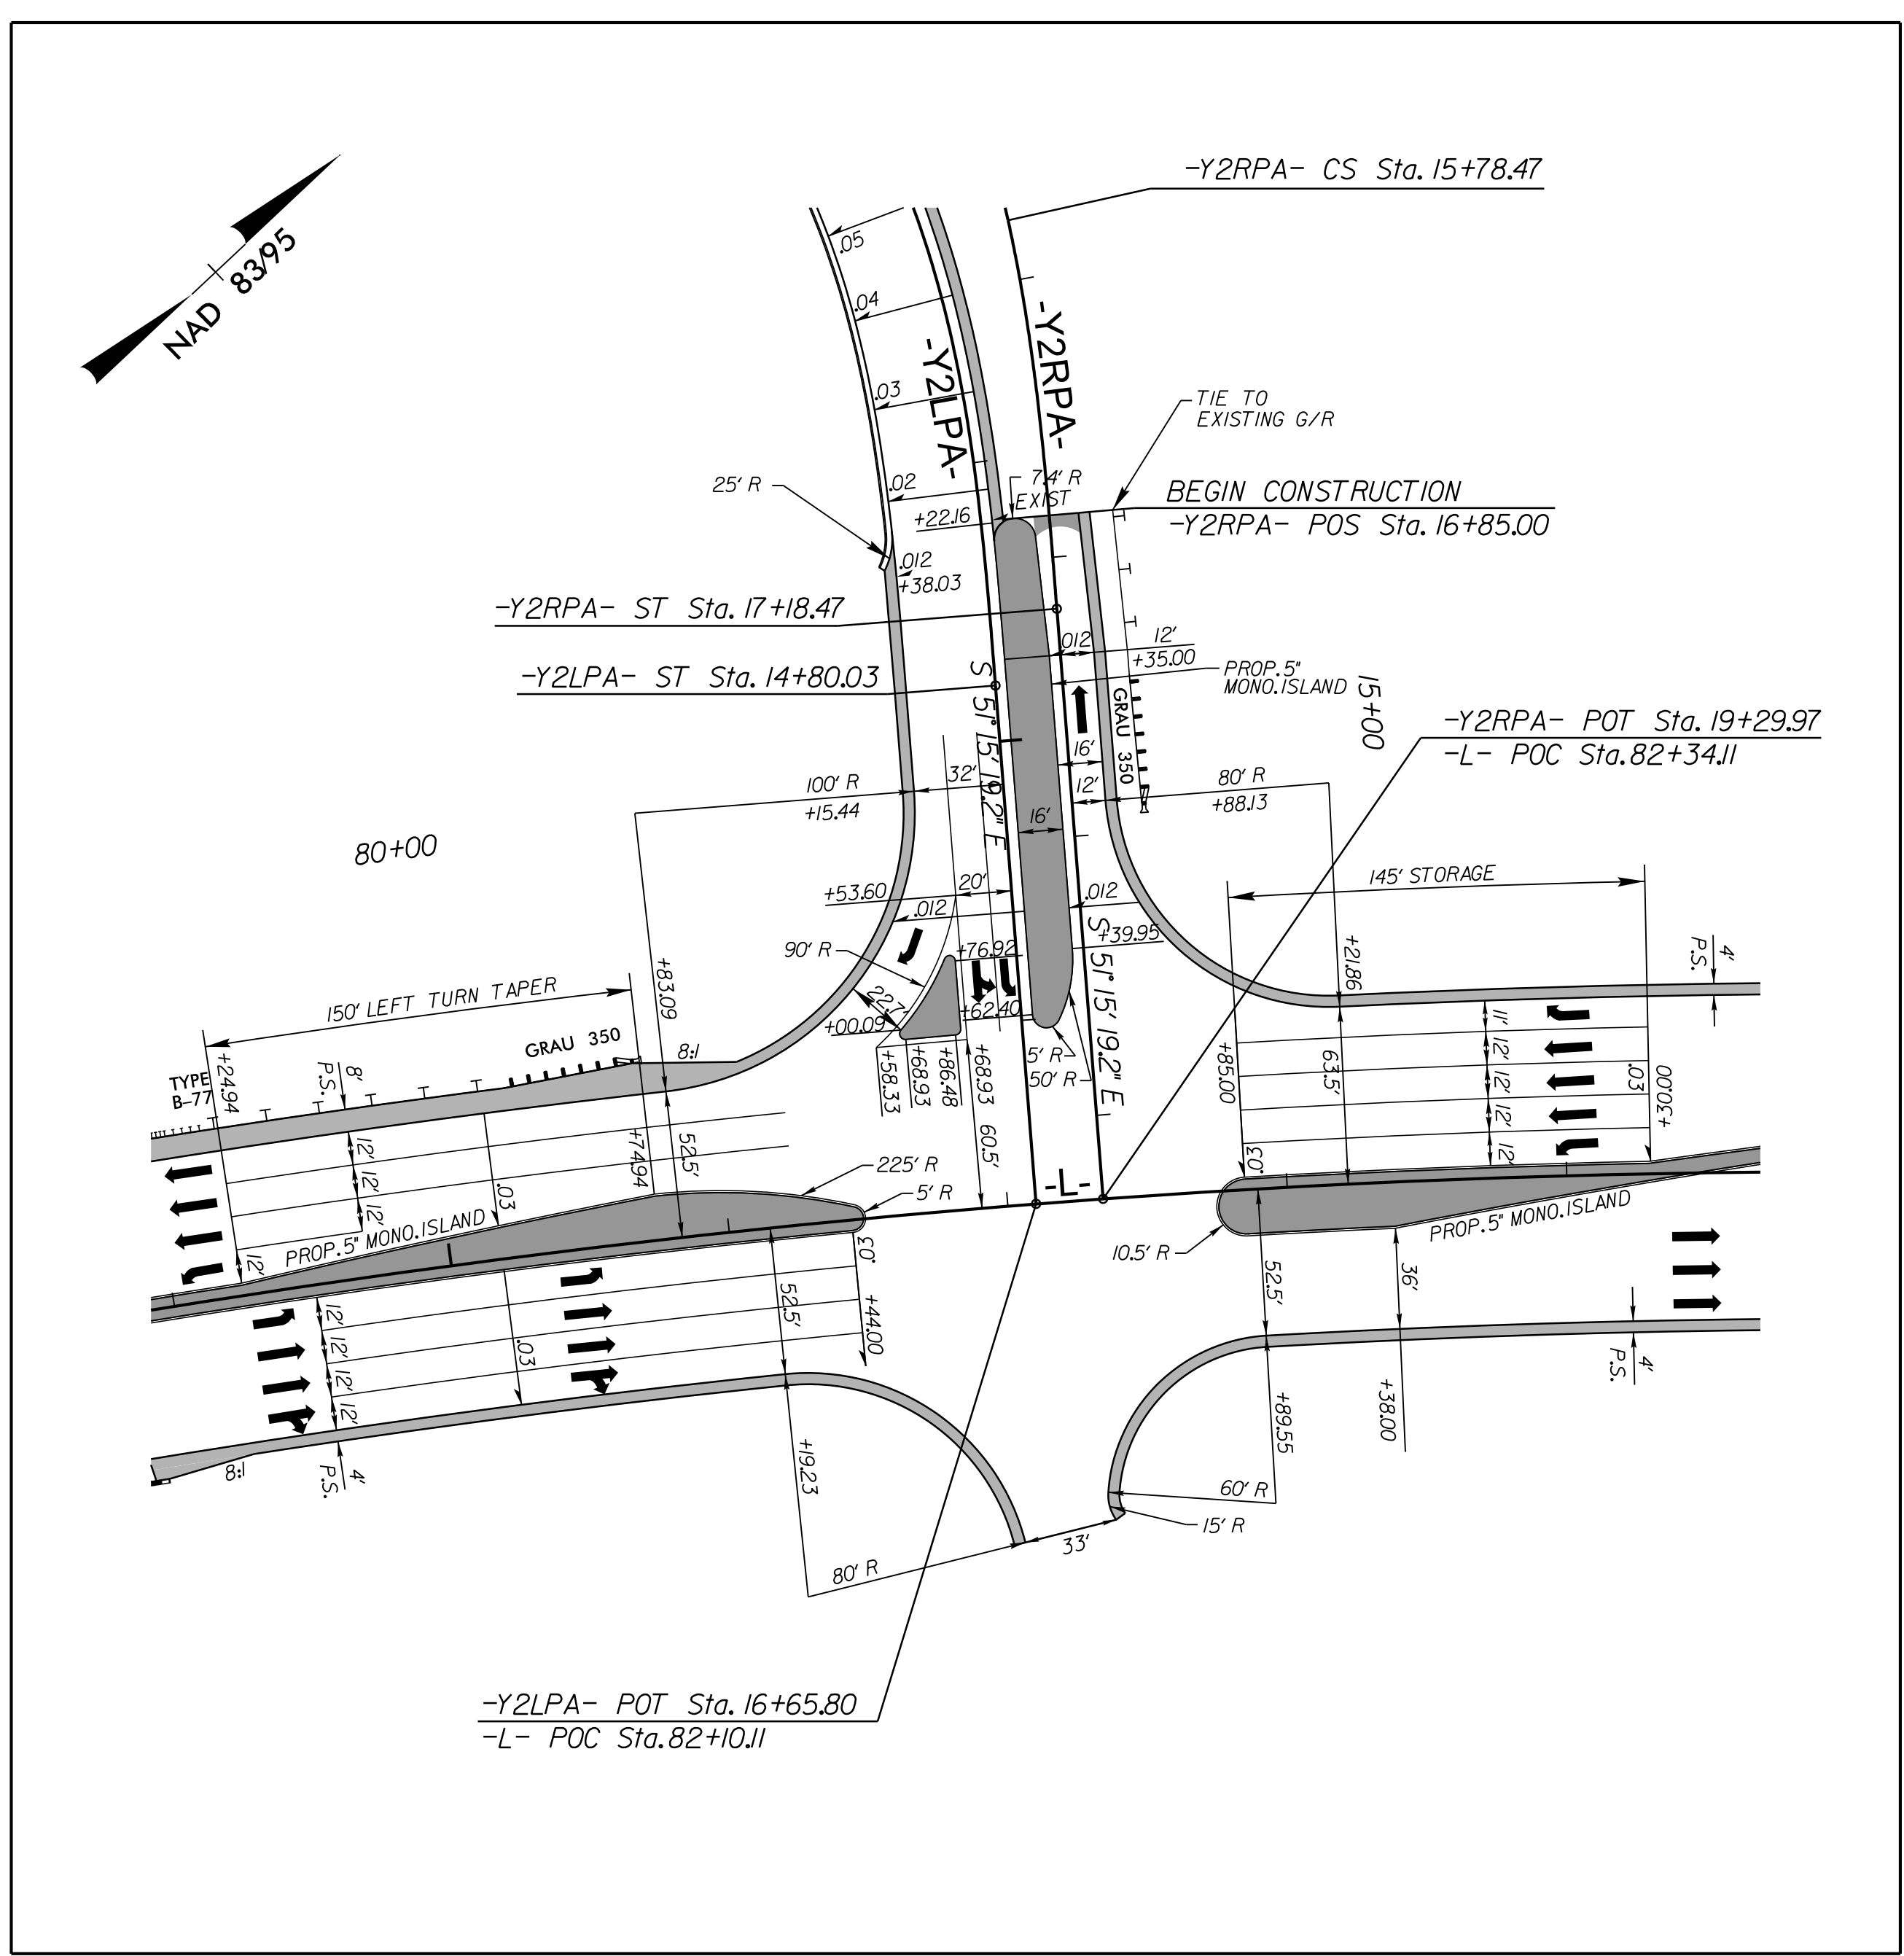 NAD 83/95
-Y2RPA- CS Sta. 15+78.47
.05
.04
.03
.02
-Y2LPA-
-Y2RPA-
TIE TO
EXISTING G/R
25' R
7.4' R
EXIST
+22.16
BEGIN CONSTRUCTION
-Y2RPA- POS Sta. 16+85.00
.012
+38.03
-Y2RPA- ST Sta. 17+18.47
.012
12'
+35.00
PROP. 5"
MONO. ISLAND
-Y2LPA- ST Sta. 14+80.03
S 51° 15' 19.2" E
GRAU 350
15+00
-Y2RPA- POT Sta. 19+29.97
-L- POC Sta. 82+34.11
16'
12'
32'
100' R
+15.44
80' R
+88.13
16'
80+00
145' STORAGE
+53.60
20'
.012
.012
+39.95
S 51° 15' 19.2" E
90' R
+76.92
22.7'
+62.40
+00.09
5' R
50' R
+58.33
+68.93
+86.48
+68.93
60.5'
+83.09
150' LEFT TURN TAPER
GRAU 350
8:1
TYPE
B-77
+24.94
8'
P.S.
12'
12'
12'
12'
.03
+74.94
52.5'
225' R
5' R
PROP. 5" MONO. ISLAND
-L-
+21.86
4'
P.S.
+85.00
63.5'
11'
12'
12'
12'
12'
.03
+30.00
.03
10.5' R
PROP. 5" MONO. ISLAND
52.5'
36'
4'
P.S.
+89.55
+38.00
12'
12'
12'
12'
.03
52.5'
.03
+44.00
8:1
4'
P.S.
+19.23
80' R
33'
60' R
15' R
-Y2LPA- POT Sta. 16+65.80
-L- POC Sta. 82+10.11